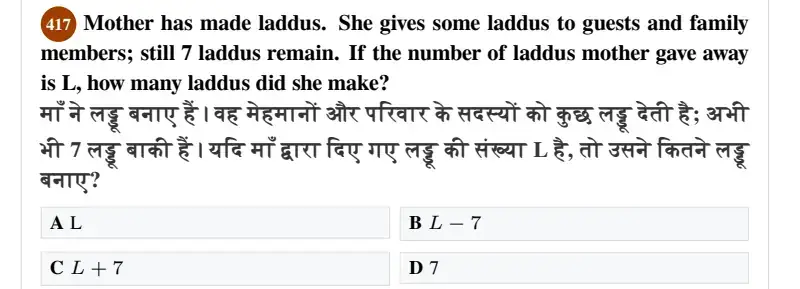 417 Mother has made laddus. She gives some laddus to guests and family
members; still 7 laddus remain. If the number of laddus mother gave away
is L, how many laddus did she make?
माँ ने लड्डू बनाए हैं। वह मेहमानों और परिवार के सदस्यों को कुछ लड्डू देती है; अभी
भी 7 लड्डू बाकी हैं। यदि माँ द्वारा दिए गए लड्डू की संख्या L है, तो उसने कितने लड्डू
बनाए?
A L
B L − 7
C L + 7
D 7